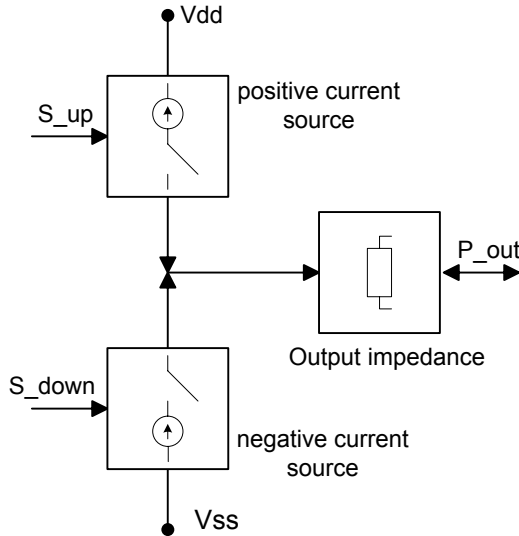 Vdd
positive current
source
S_up
P_out
Output impedance
S_down
negative current
source
Vss